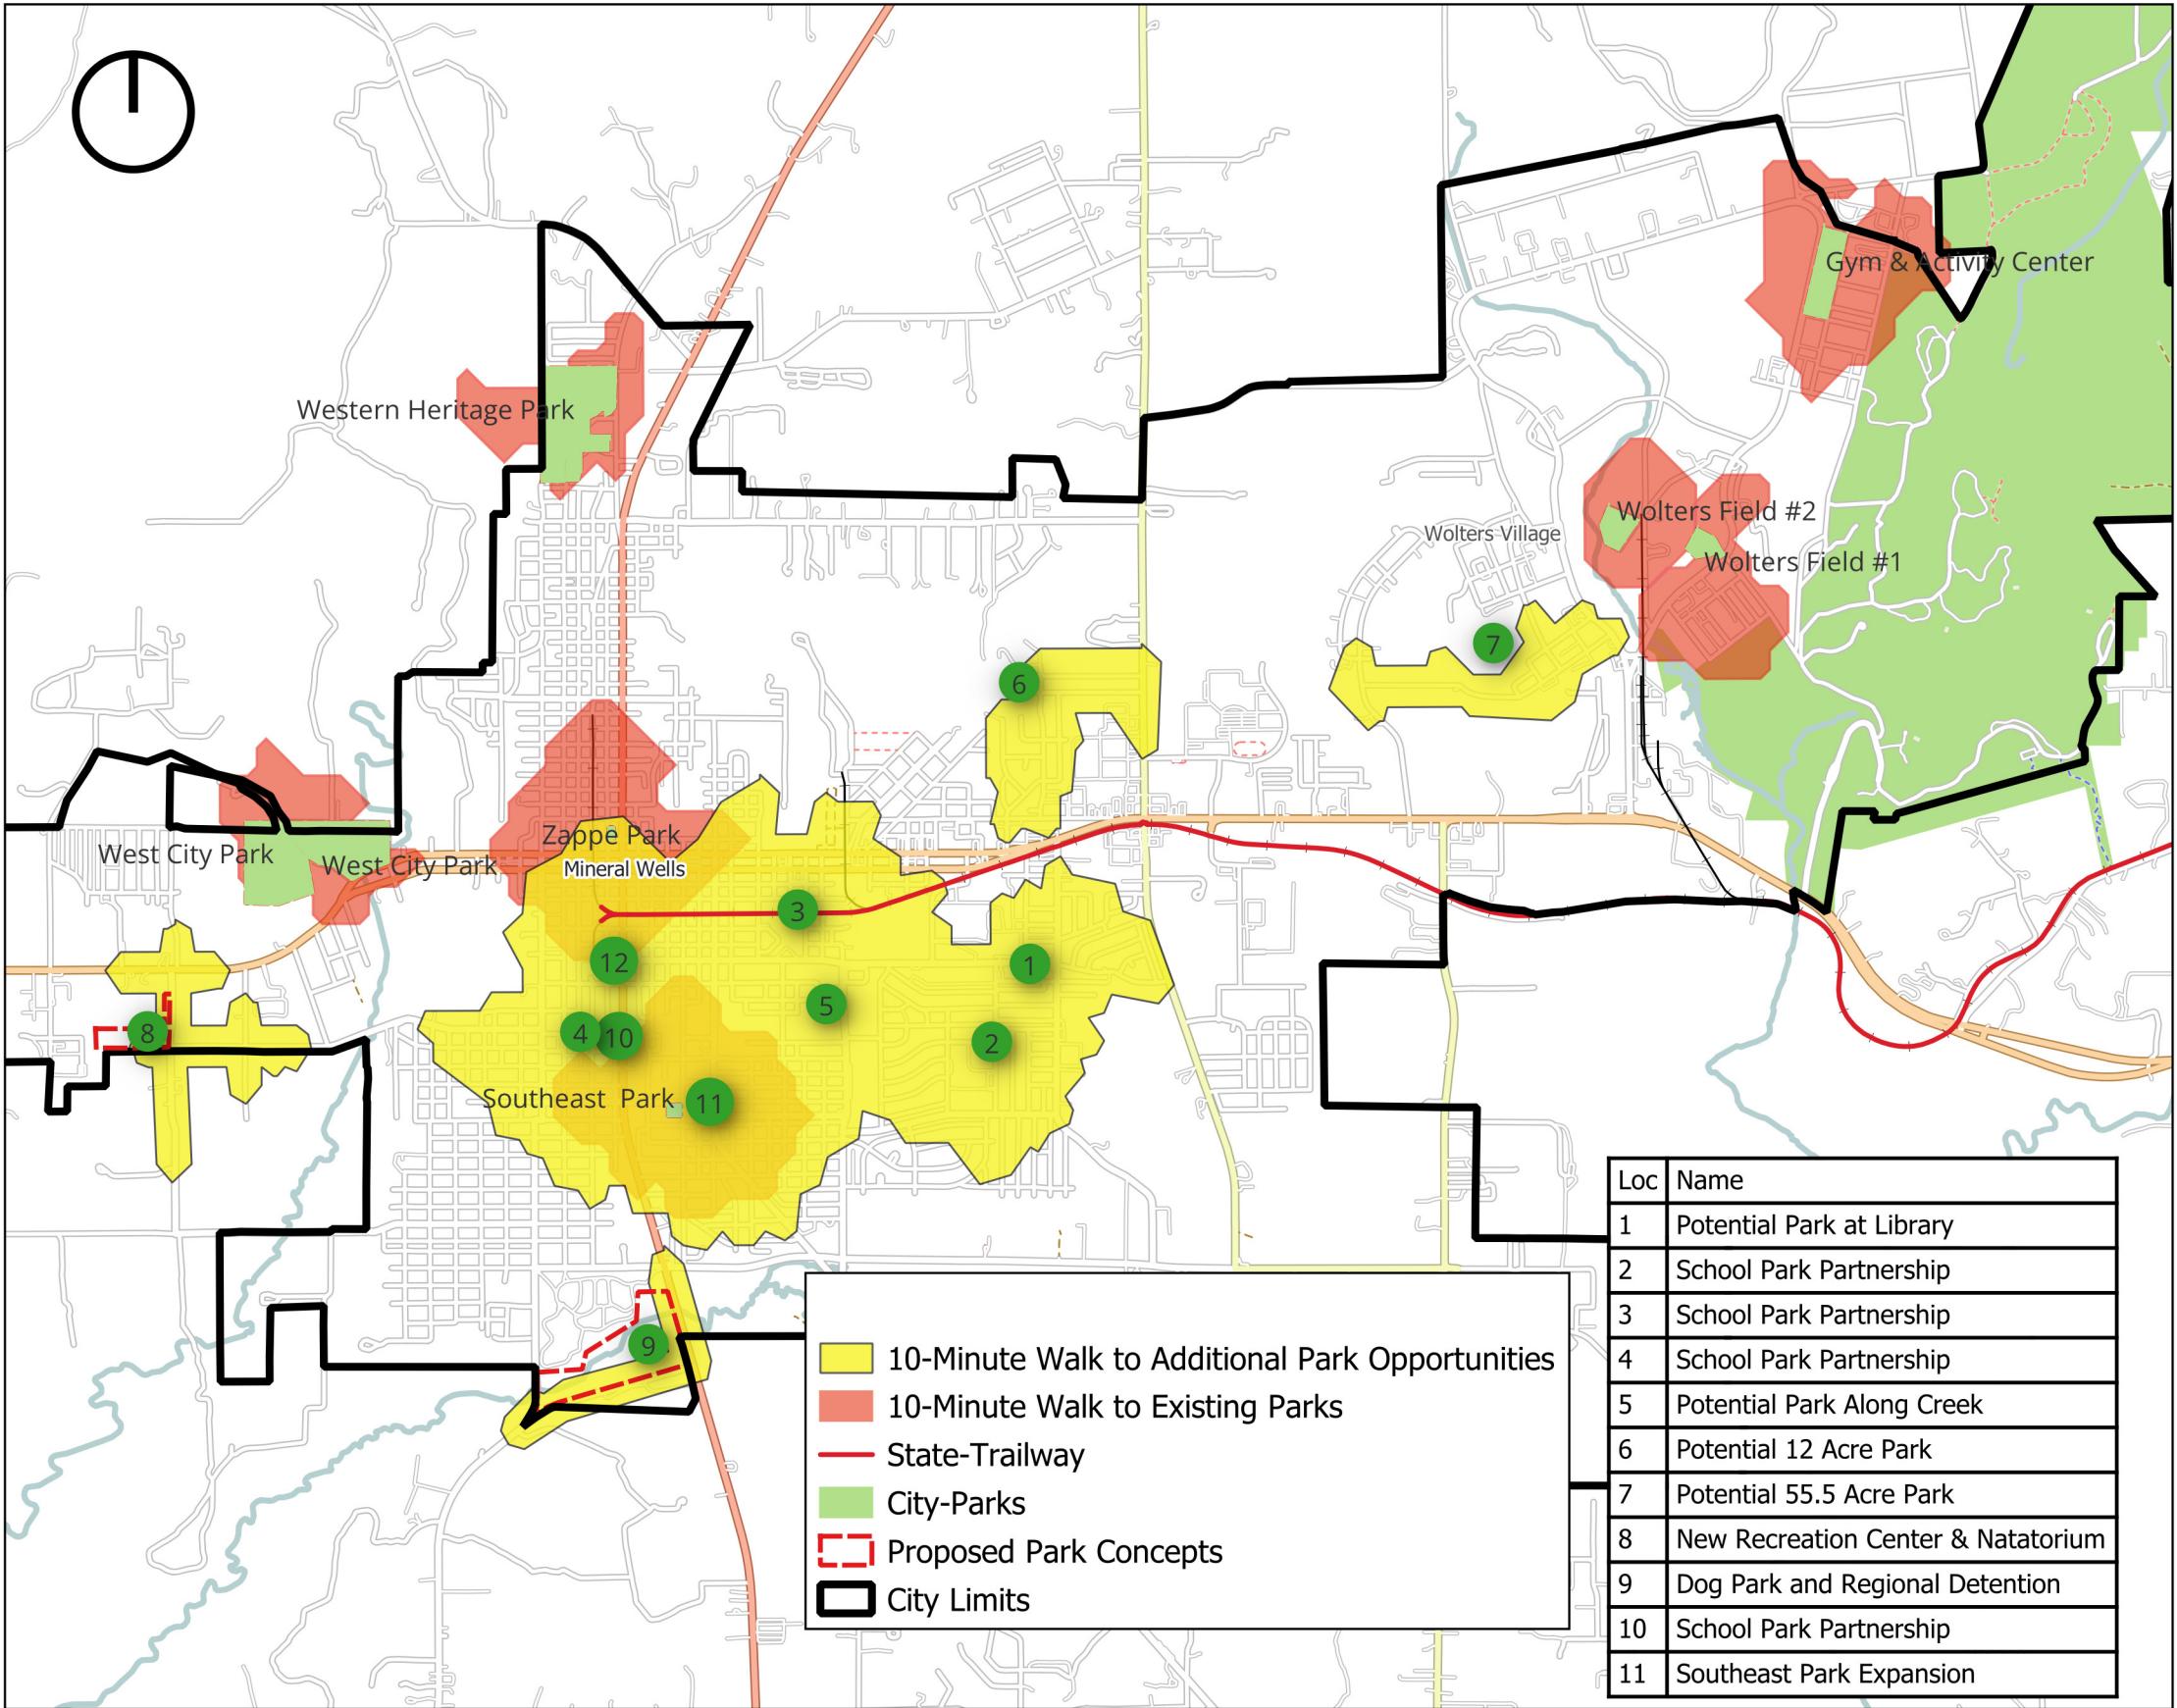 Gym & Activity Center
Western Heritage Park
Wolters Field #2
Wolters Village
Wolters Field #1
7
6
Zappe Park
West City Park
West City Park
Mineral Wells
3
12
1
5
8
4
10
2
Southeast Park
11
9
10-Minute Walk to Additional Park Opportunities
10-Minute Walk to Existing Parks
State-Trailway
City-Parks
Proposed Park Concepts
City Limits
Loc Name
1 Potential Park at Library
2 School Park Partnership
3 School Park Partnership
4 School Park Partnership
5 Potential Park Along Creek
6 Potential 12 Acre Park
7 Potential 55.5 Acre Park
8 New Recreation Center & Natatorium
9 Dog Park and Regional Detention
10 School Park Partnership
11 Southeast Park Expansion